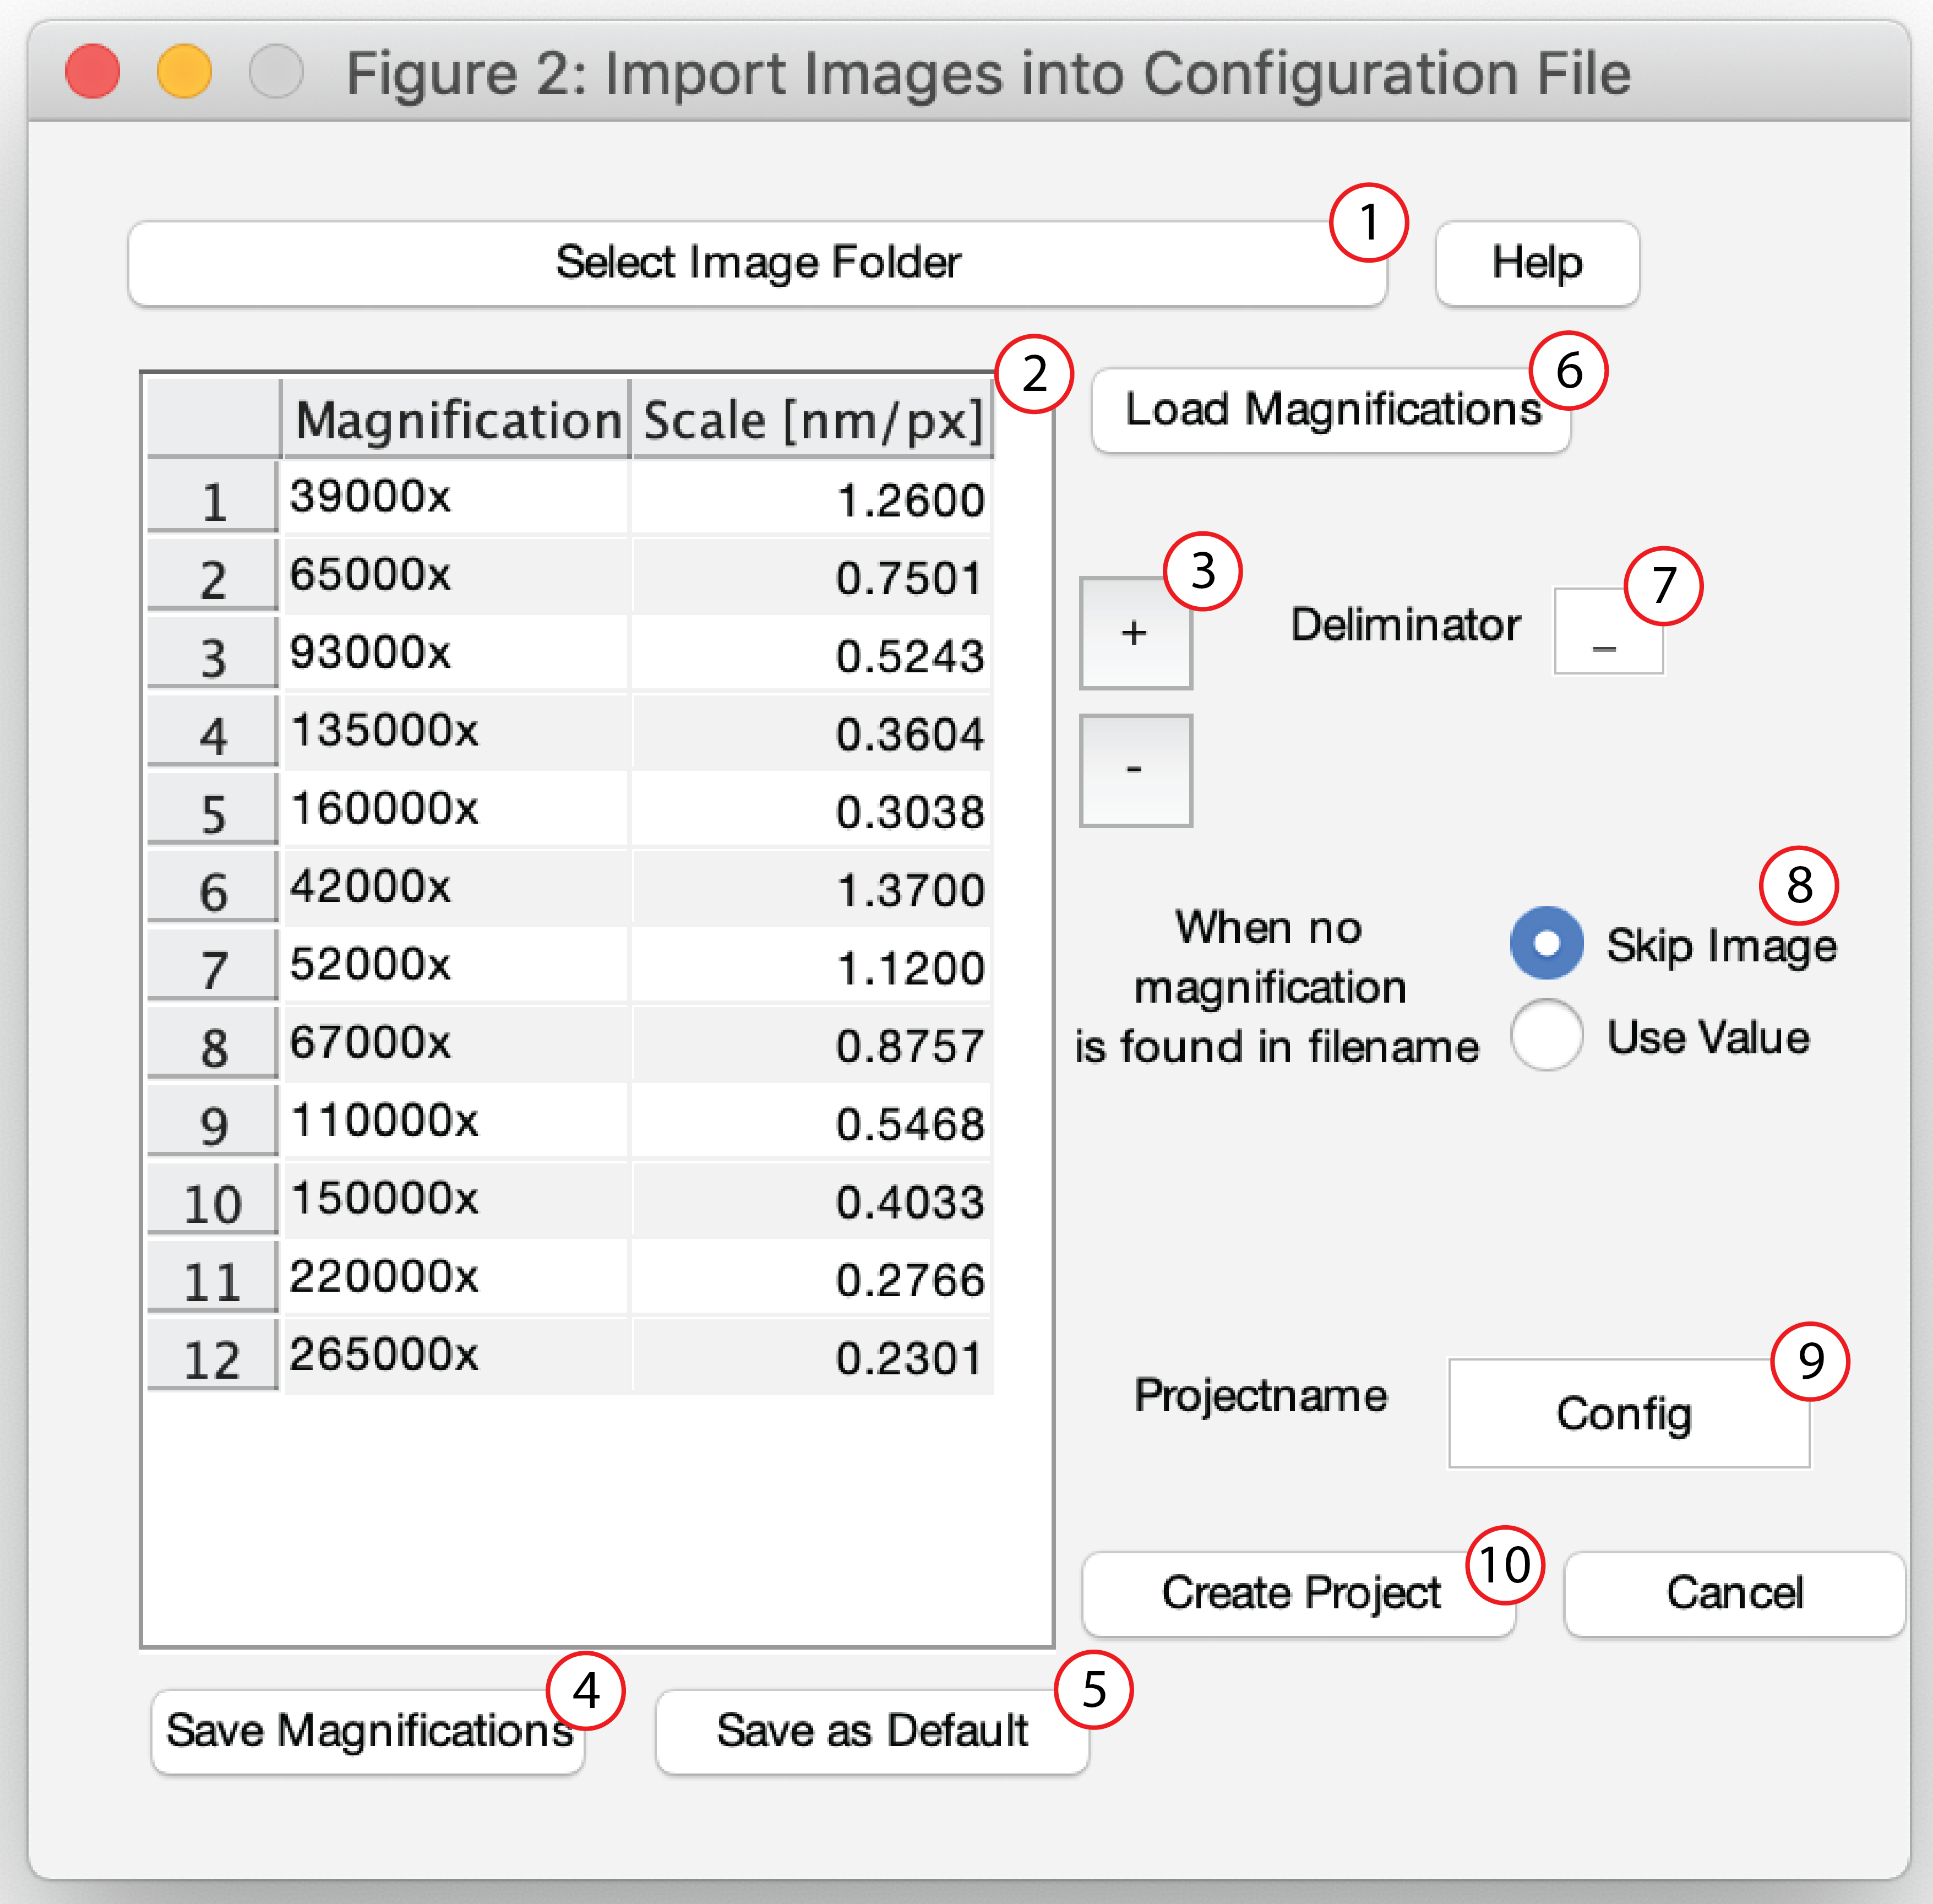 Figure 2: Import Images into Configuration File
1
Select Image Folder
Help
2
6
Load Magnifications
Magnification Scale [nm/px]
1 39000x 1.2600
2 65000x 0.7501
3 93000x 0.5243
4 135000x 0.3604
5 160000x 0.3038
6 42000x 1.3700
7 52000x 1.1200
8 67000x 0.8757
9 110000x 0.5468
10 150000x 0.4033
11 220000x 0.2766
12 265000x 0.2301
3
+
-
7
Deliminator _
8
When no
magnification
is found in filename
Skip Image
Use Value
9
Projectname Config
10
Create Project
Cancel
4
Save Magnifications
5
Save as Default